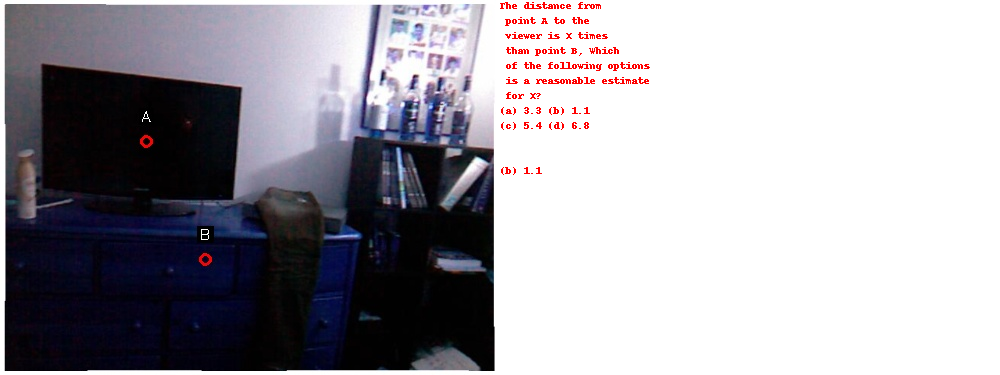 A
B
The distance from
point A to the
viewer is X times
than point B, Which
of the following options
is a reasonable estimate
for X?
(a) 3.3 (b) 1.1
(c) 5.4 (d) 6.8
(b) 1.1